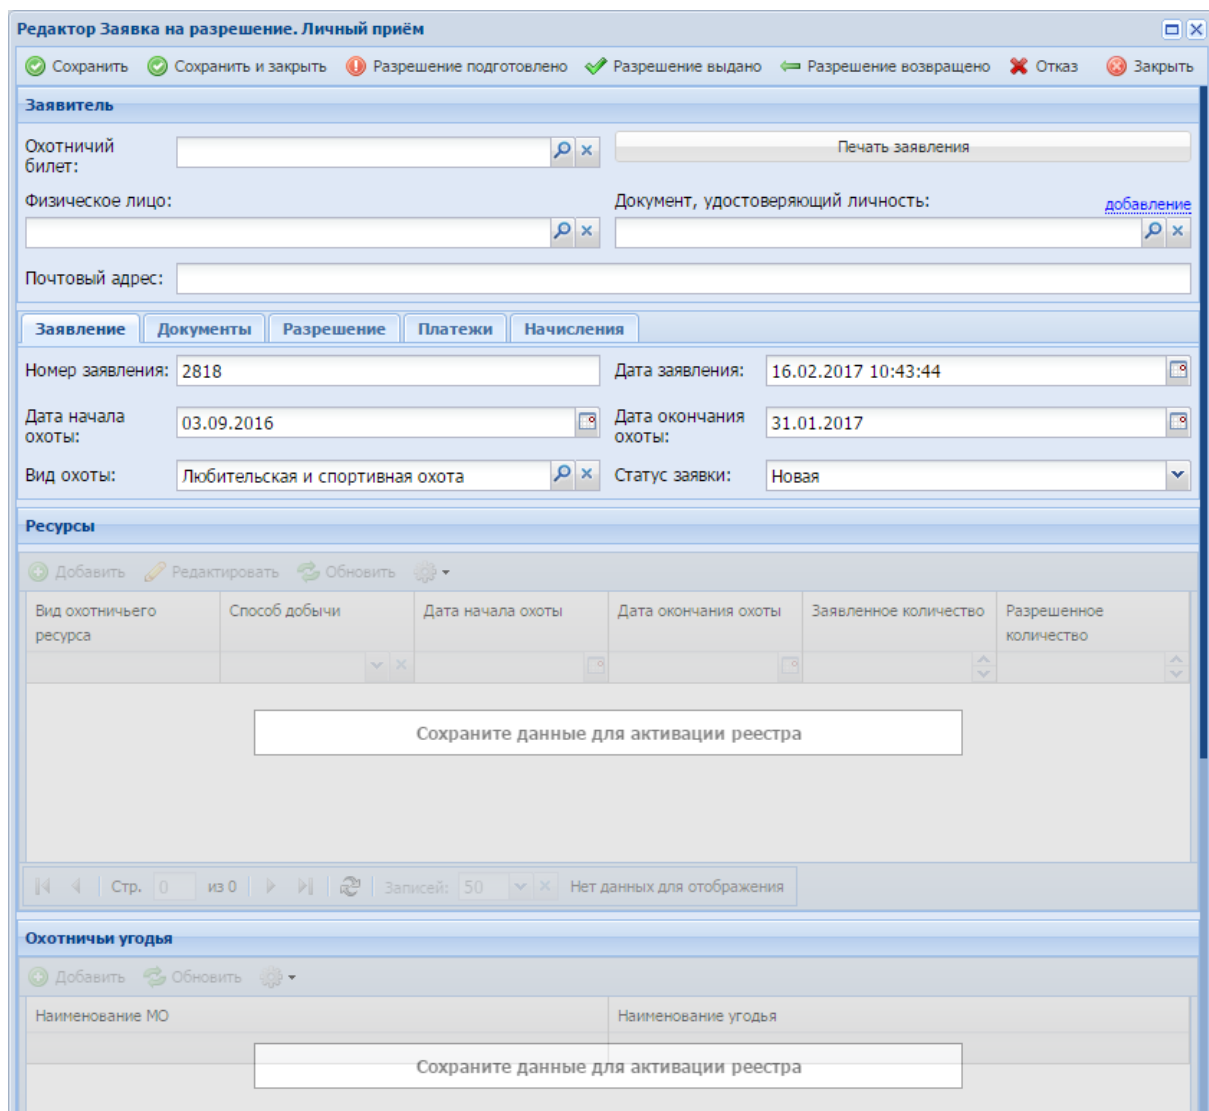 Редактор Заявка на разрешение. Личный приём
Сохранить Сохранить и закрыть Разрешение подготовлено Разрешение выдано Разрешение возвращено Отказ Закрыть
Заявитель
Охотничий билет: Печать заявления
Физическое лицо: Документ, удостоверяющий личность: добавление
Почтовый адрес:
Заявление Документы Разрешение Платежи Начисления
Номер заявления: 2818 Дата заявления: 16.02.2017 10:43:44
Дата начала охоты: 03.09.2016 Дата окончания охоты: 31.01.2017
Вид охоты: Любительская и спортивная охота Статус заявки: Новая
Ресурсы
Добавить Редактировать Обновить
Вид охотничьего ресурса Способ добычи Дата начала охоты Дата окончания охоты Заявленное количество Разрешенное количество
Сохраните данные для активации реестра
Стр. 0 из 0 Записей: 50 Нет данных для отображения
Охотничьи угодья
Добавить Обновить
Наименование МО Наименование угодья
Сохраните данные для активации реестра